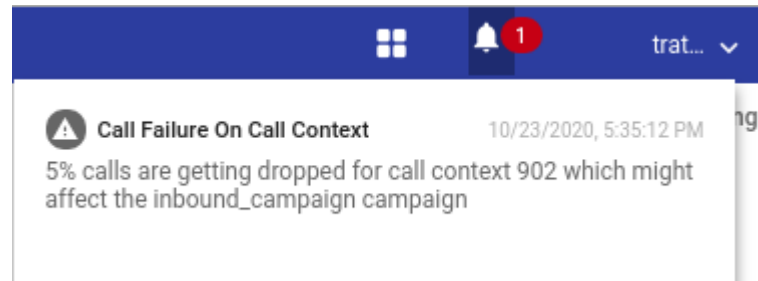 1
trat...
Call Failure On Call Context
10/23/2020, 5:35:12 PM
ng
5% calls are getting dropped for call context 902 which might
affect the inbound_campaign campaign